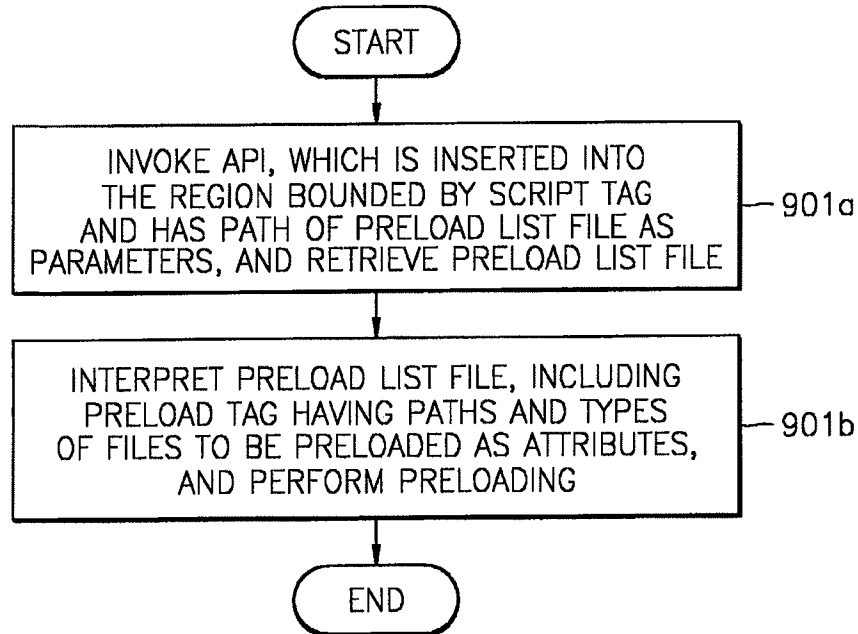 START
INVOKE API, WHICH IS INSERTED INTO
THE REGION BOUNDED BY SCRIPT TAG
AND HAS PATH OF PRELOAD LIST FILE AS
PARAMETERS, AND RETRIEVE PRELOAD LIST FILE
901a
INTERPRET PRELOAD LIST FILE, INCLUDING
PRELOAD TAG HAVING PATHS AND TYPES
OF FILES TO BE PRELOADED AS ATTRIBUTES,
AND PERFORM PRELOADING
901b
END